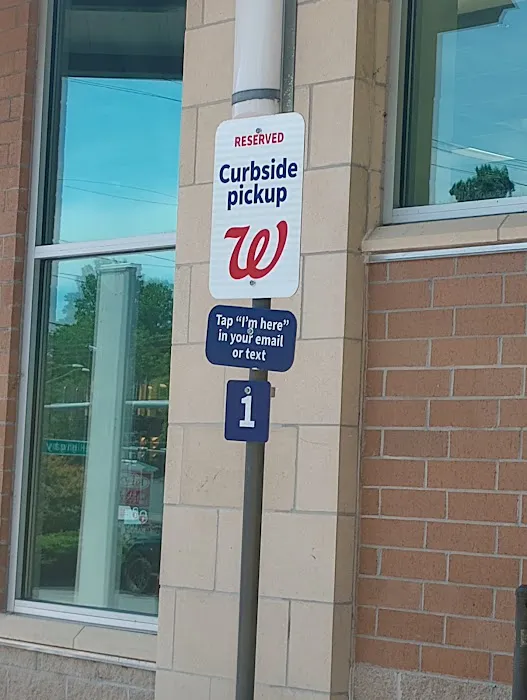 RESERVED
Curbside
pickup
W
Tap "I'm here"
in your email
or text
1